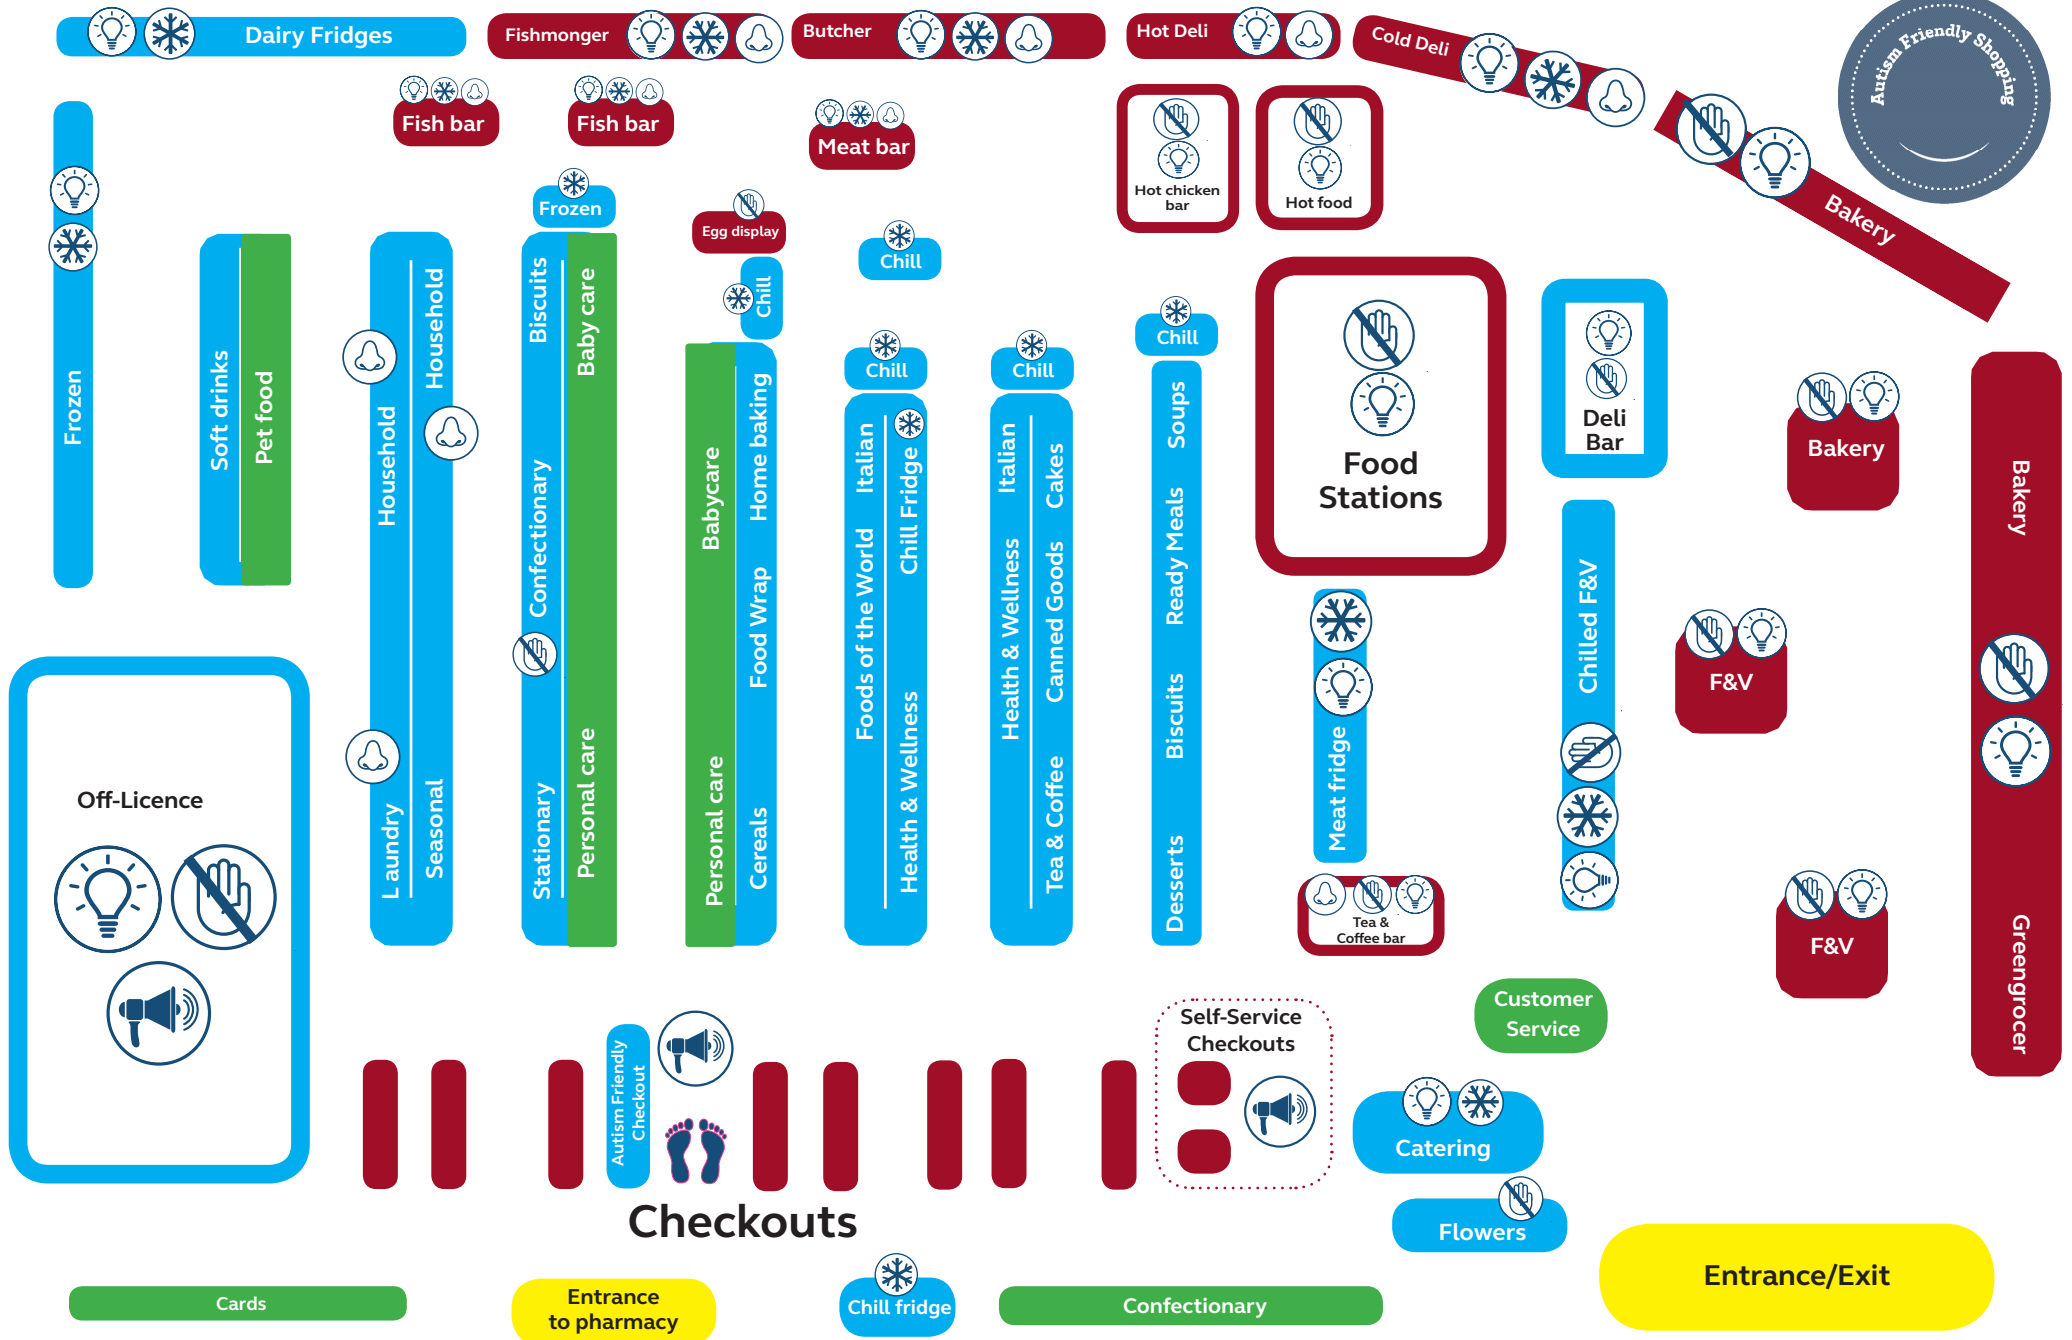 Dairy Fridges
Fishmonger
Butcher
Hot Deli
Cold Deli
Autism Friendly Shopping
Fish bar
Fish bar
Meat bar
Hot chicken
bar
Hot food
Bakery
Frozen
Egg display
Chill
Chill
Chill
Chill
Chill
Frozen
Soft drinks
Pet food
Household
Laundry
Household
Seasonal
Biscuits
Confectionary
Stationary
Baby care
Personal care
Babycare
Personal care
Home baking
Food Wrap
Cereals
Italian
Foods of the World
Chill Fridge
Health & Wellness
Italian
Health & Wellness
Cakes
Canned Goods
Tea & Coffee
Soups
Ready Meals
Biscuits
Desserts
Food
Stations
Deli
Bar
Meat fridge
Chilled F&V
Bakery
F&V
F&V
Bakery
Greengrocer
Tea &
Coffee bar
Off-Licence
Customer
Service
Self-Service
Checkouts
Autism Friendly
Checkout
Catering
Flowers
Checkouts
Entrance/Exit
Cards
Entrance
to pharmacy
Chill fridge
Confectionary